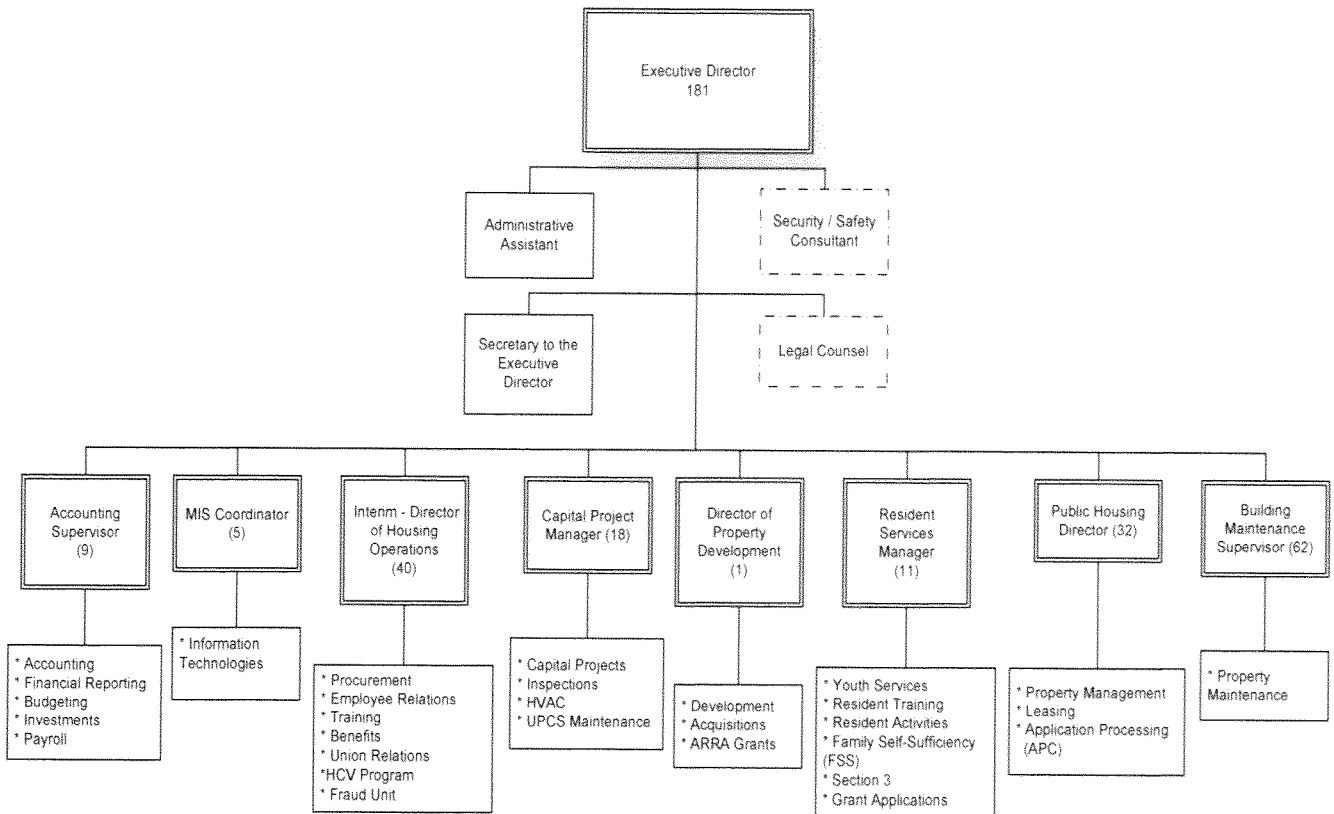 Executive Director
181
Administrative
Assistant
Security / Safety
Consultant
Secretary to the
Executive
Director
Legal Counsel
Accounting
Supervisor
(9)
MIS Coordinator
(5)
Interim - Director
of Housing
Operations
(40)
Capital Project
Manager (18)
Director of
Property
Development
(1)
Resident
Services
Manager
(11)
Public Housing
Director (32)
Building
Maintenance
Supervisor (62)
* Accounting
* Financial Reporting
* Budgeting
* Investments
* Payroll
* Information
Technologies
* Procurement
* Employee Relations
* Training
* Benefits
* Union Relations
*HCV Program
* Fraud Unit
* Capital Projects
* Inspections
* HVAC
* UPCS Maintenance
* Development
* Acquisitions
* ARRA Grants
* Youth Services
* Resident Training
* Resident Activities
* Family Self-Sufficiency
(FSS)
* Section 3
* Grant Applications
* Property Management
* Leasing
* Application Processing
(APC)
* Property
Maintenance